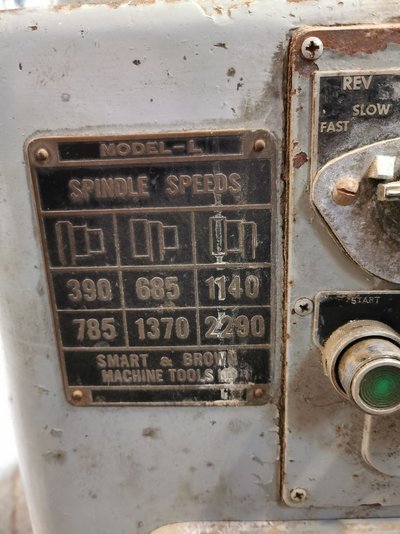 MODEL-L
SPINDLE SPEEDS
390 685 1140
785 1370 2290
SMART & BROWN
MACHINE TOOLS
REV
SLOW
FAST
START